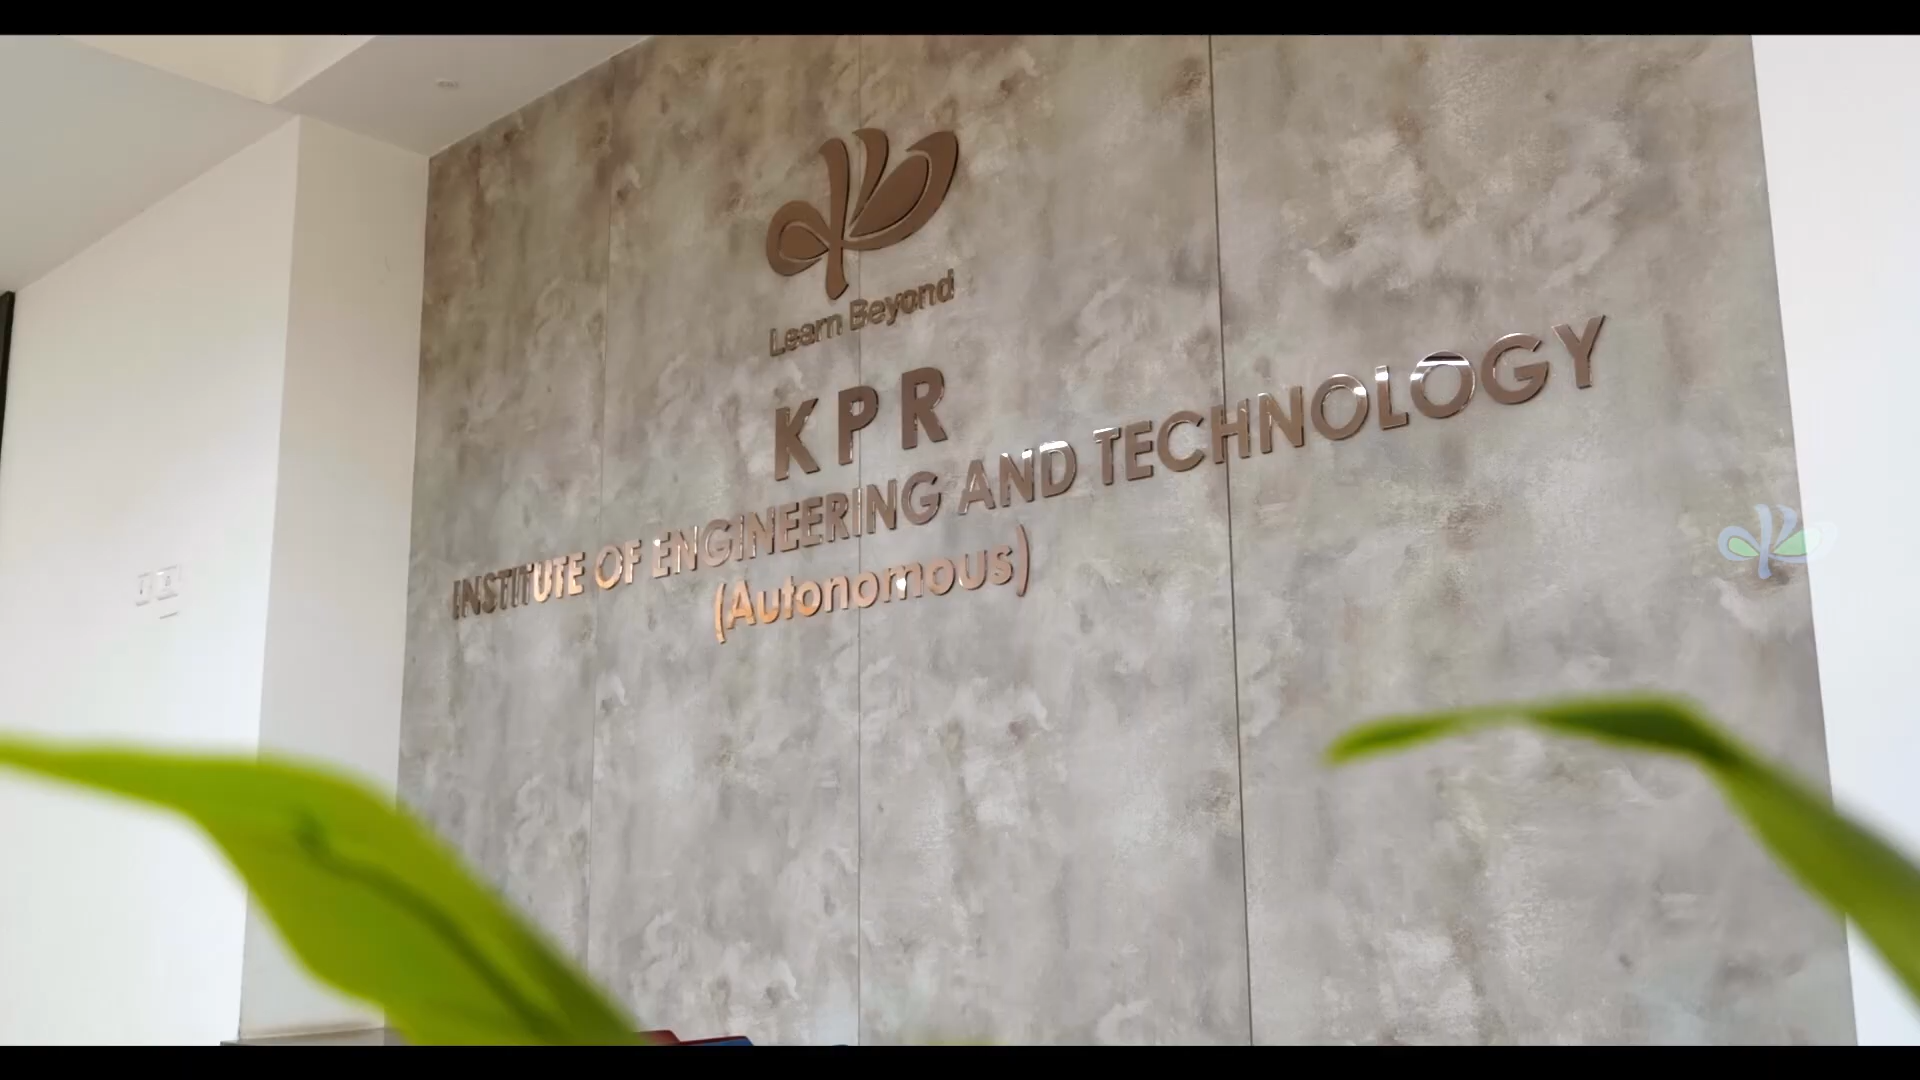 Learn Beyond
KPR
INSTITUTE OF ENGINEERING AND TECHNOLOGY
(Autonomous)